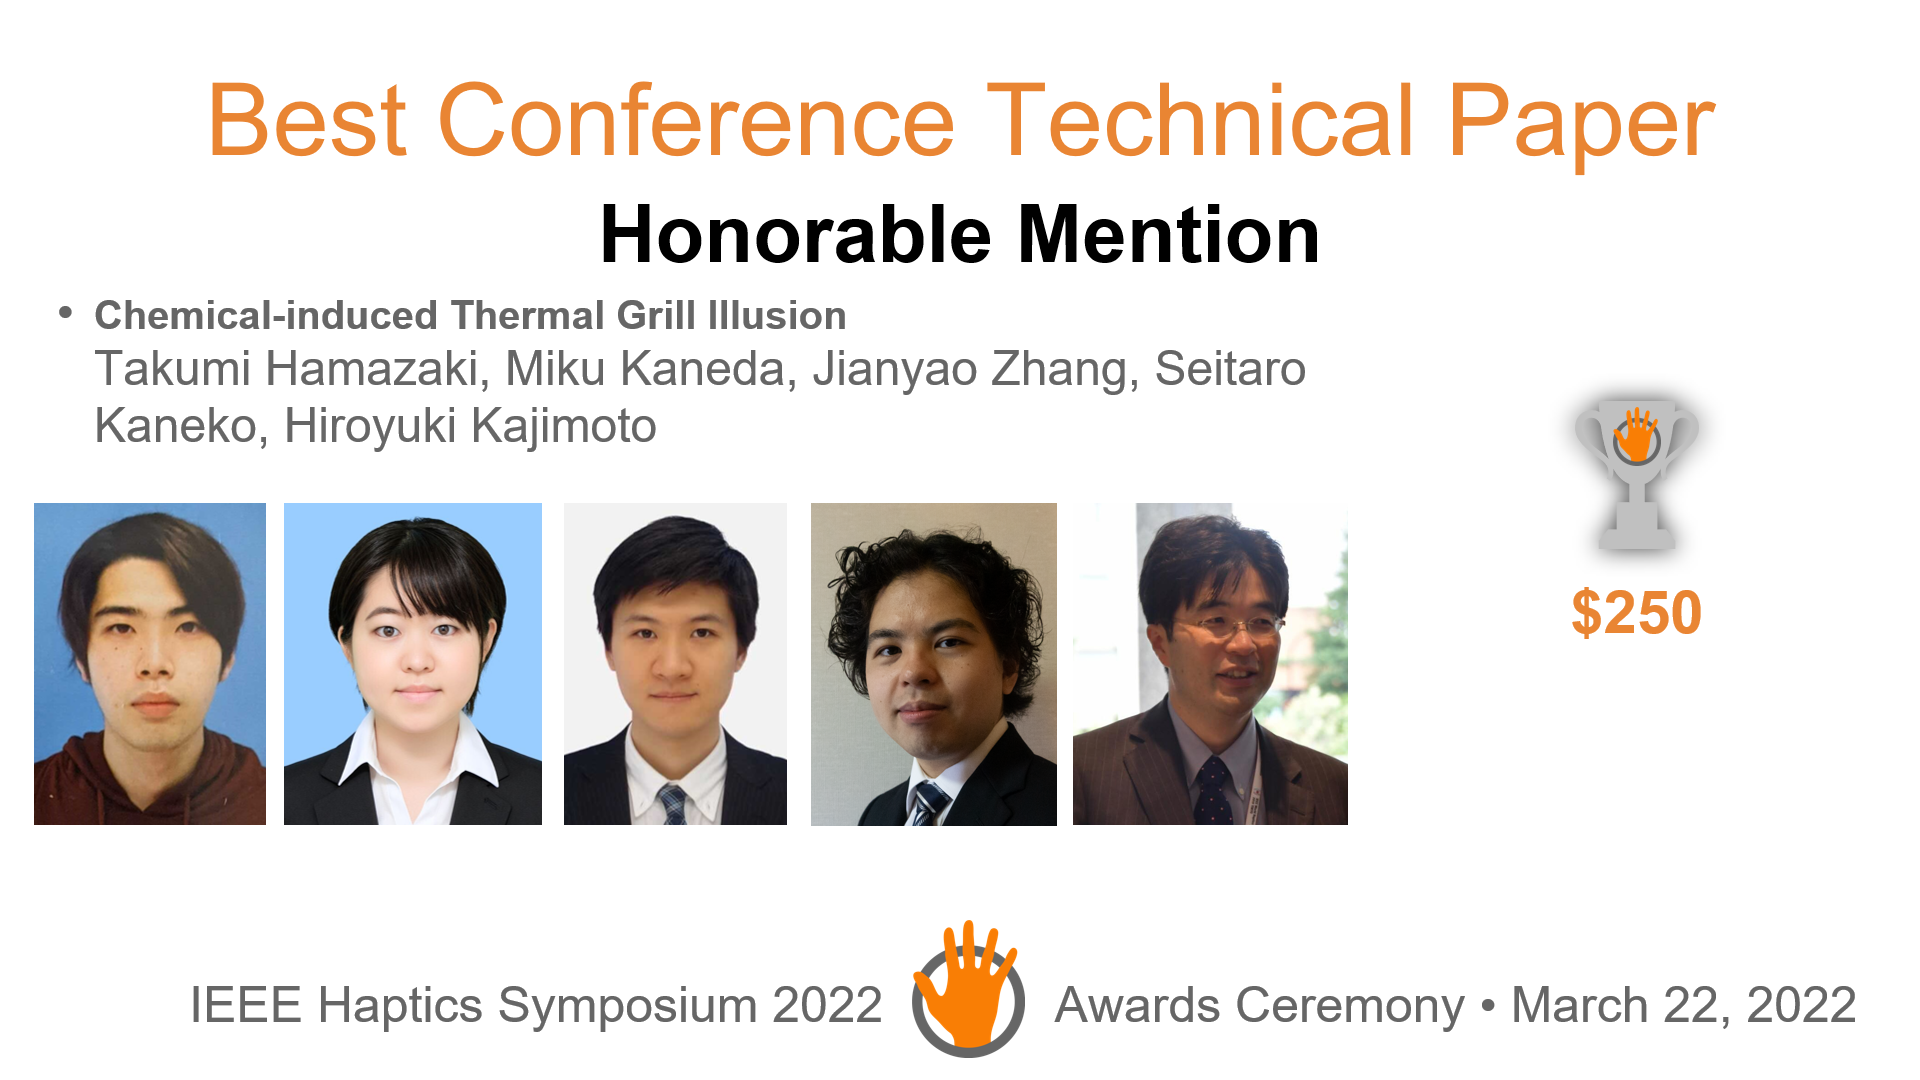 Best Conference Technical Paper
Honorable Mention
• Chemical-induced Thermal Grill Illusion
Takumi Hamazaki, Miku Kaneda, Jianyao Zhang, Seitaro
Kaneko, Hiroyuki Kajimoto
$250
IEEE Haptics Symposium 2022 Awards Ceremony • March 22, 2022